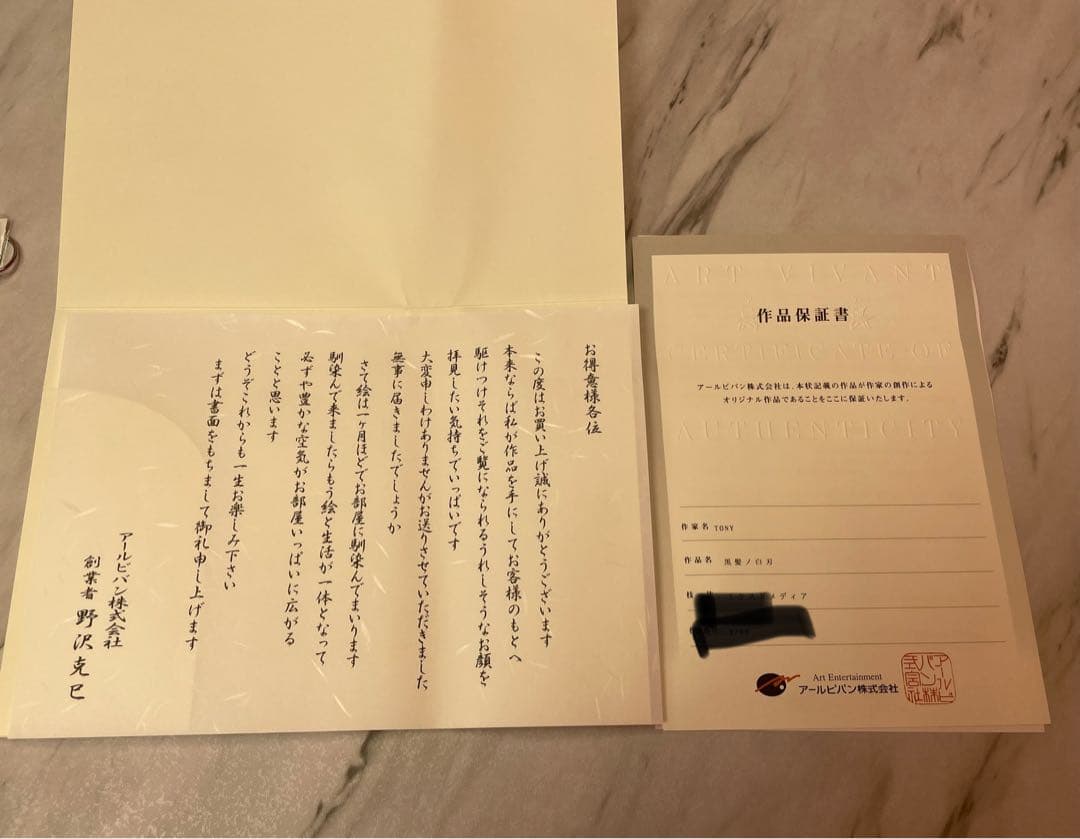 お得意様各位
この度はお買い上げ誠にありがとうございます
本来ならば私が作品を手にしてお客様のもとへ
駆けつけそれをご覧になられるうれしそうなお顔を
拝見したい気持ちでいっぱいです
大変申しわけありませんがお送りさせていただきました
無事に届きましたでしょうか
さて絵は一ヶ月ほどでお部屋に馴染んでまいります
馴染んで来ましたらもう絵と生活が一体となって
必ずや豊かな空気がお部屋いっぱいに広がる
ことと思います
どうぞこれからも一生お楽しみ下さい
まずは書面をもちまして御礼申し上げます
アールビバン株式会社
創業者 野沢克巳
ART VIVANT
作品保証書
CERTIFICATE OF
アールビバン株式会社は、本状記載の作品が作家の創作による
オリジナル作品であることをここに保証いたします。
AUTHENTICITY
作家名 TONY
作品名 黒髪ノ白刃
メディア
Art Entertainment
アールビバン株式会社
アールビバン株式会社